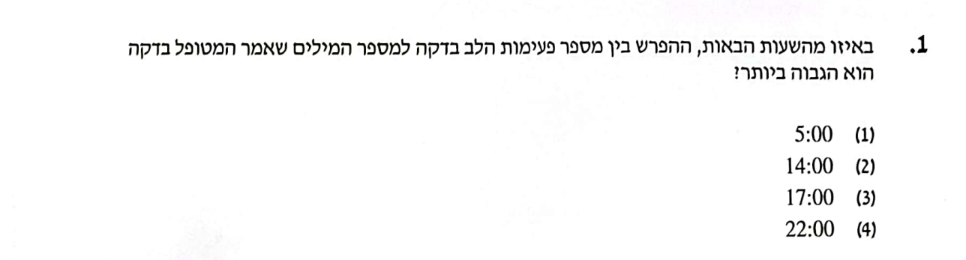 1. באיזו מהשעות הבאות, ההפרש בין מספר פעימות הלב בדקה למספר המילים שאמר המטופל בדקה
הוא הגבוה ביותר?
(1) 5:00
(2) 14:00
(3) 17:00
(4) 22:00